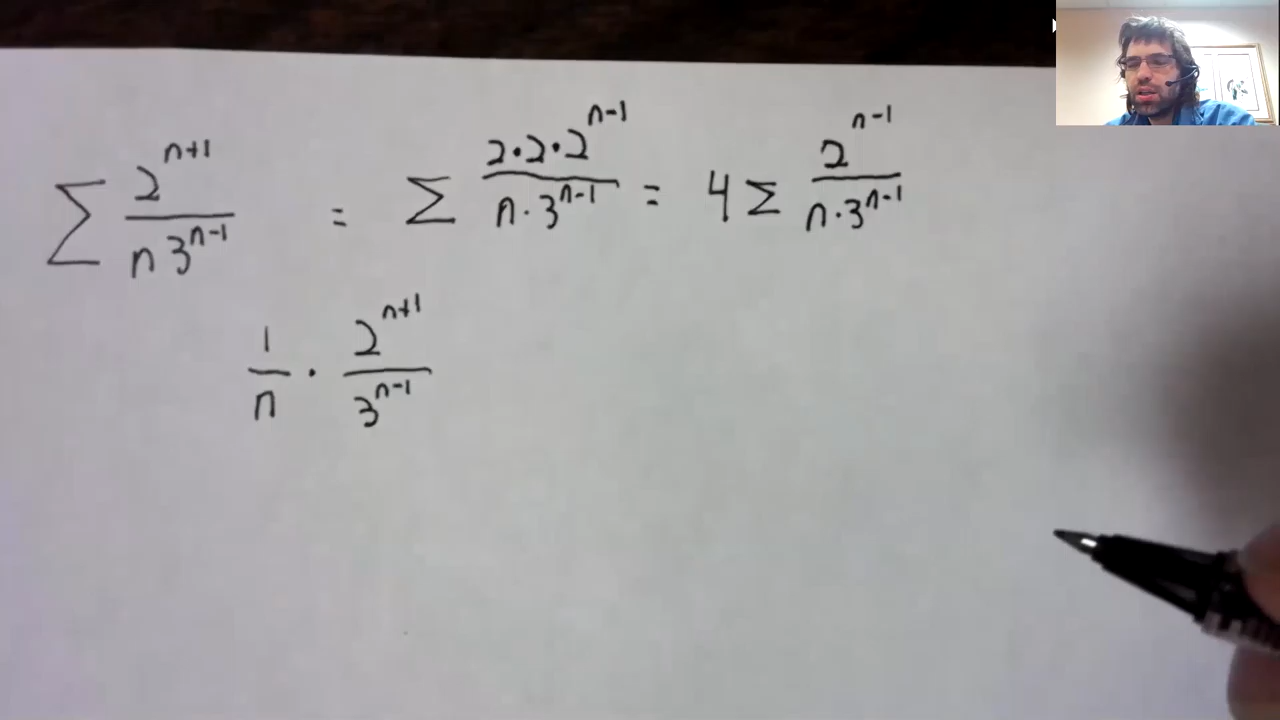 ∑ 2^{n+1} / n 3^{n-1} = ∑ 2·2·2^{n-1} / n·3^{n-1} = 4 ∑ 2^{n-1} / n·3^{n-1}
1/n · 2^{n+1} / 3^{n-1}